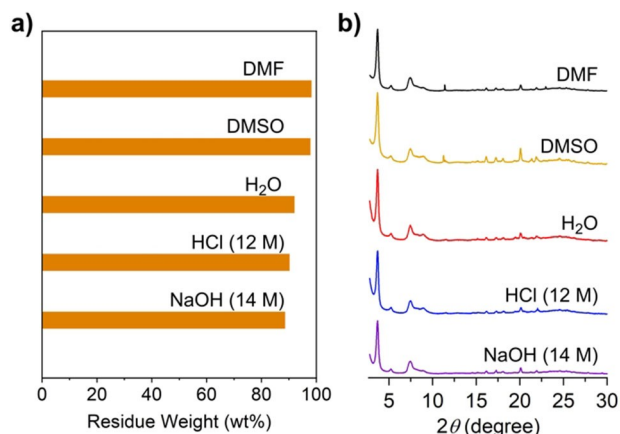 a)
DMF
DMSO
H₂O
HCl (12 M)
NaOH (14 M)
0 20 40 60 80 100
Residue Weight (wt%)
b)
DMF
DMSO
H₂O
HCl (12 M)
NaOH (14 M)
5 10 15 20 25 30
2θ (degree)